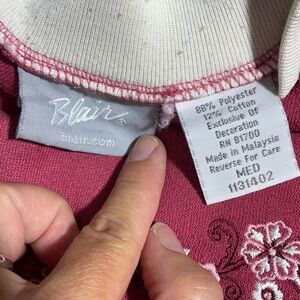 Blair
blair.com
88% Polyester
12% Cotton
Exclusive Of
Decoration
RN 81700
Made in Malaysia
Reverse For Care
MED
1131402